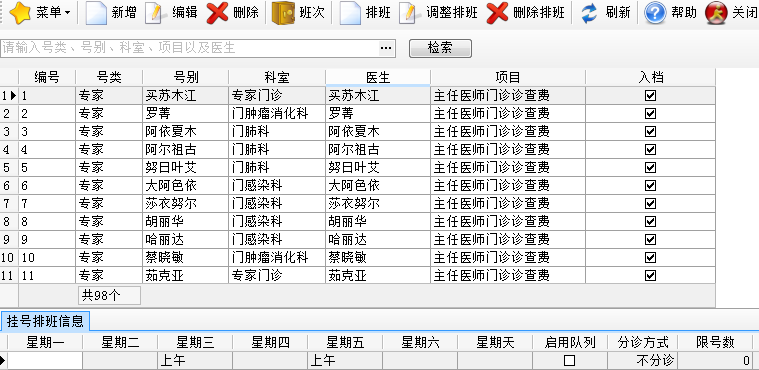 菜单 新增 编辑 删除 班次 排班 调整排班 删除排班 刷新 帮助 关闭
请输入号类、号别、科室、项目以及医生 ... 检索
编号 号类 号别 科室 医生 项目 入档
1 1 专家 买苏木江 专家门诊 买苏木江 主任医师门诊诊查费
2 2 专家 罗菁 门肿瘤消化科 罗菁 主任医师门诊诊查费
3 3 专家 阿依夏木 门肺科 阿依夏木 主任医师门诊诊查费
4 4 专家 阿尔祖古 门肺科 阿尔祖古 主任医师门诊诊查费
5 5 专家 努日叶艾 门肺科 努日叶艾 主任医师门诊诊查费
6 6 专家 大阿色依 门感染科 大阿色依 主任医师门诊诊查费
7 7 专家 莎衣努尔 门感染科 莎衣努尔 主任医师门诊诊查费
8 8 专家 胡丽华 门感染科 胡丽华 主任医师门诊诊查费
9 9 专家 哈丽达 门感染科 哈丽达 主任医师门诊诊查费
10 10 专家 蔡晓敏 门肿瘤消化科 蔡晓敏 主任医师门诊诊查费
11 11 专家 茹克亚 专家门诊 茹克亚 主任医师门诊诊查费
共98个
挂号排班信息
星期一 星期二 星期三 星期四 星期五 星期六 星期天 启用队列 分诊方式 限号数
上午 上午 不分诊 0